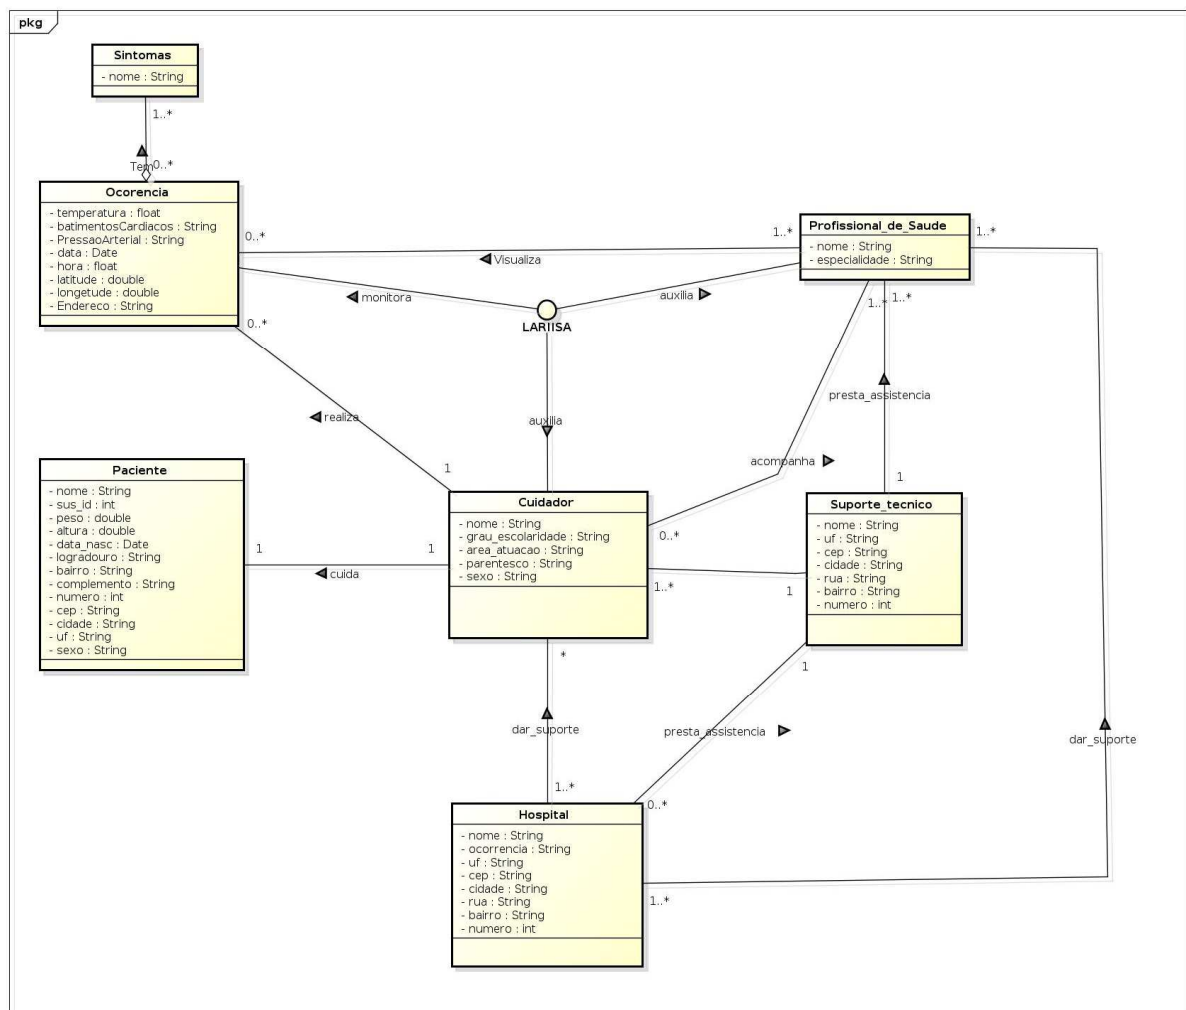 pkg
Sintomas
- nome : String
1..*
Tem
0..*
Ocorencia
- temperatura : float
- batimentosCardiacos : String
- PressaoArterial : String
- data : Date
- hora : float
- latitude : double
- longetude : double
- Endereco : String
0..*
Visualiza
1..*
Profissional_de_Saude
- nome : String
- especialidade : String
1..*
monitora
auxilia
LARIISA
0..*
1..*
1..*
realiza
auxilia
presta_assistencia
acompanha
1
1
Paciente
- nome : String
- sus_id : int
- peso : double
- altura : double
- data_nasc : Date
- logradouro : String
- bairro : String
- complemento : String
- numero : int
- cep : String
- cidade : String
- uf : String
- sexo : String
1
cuida
1
Cuidador
- nome : String
- grau_escolaridade : String
- area_atuacao : String
- parentesco : String
- sexo : String
0..*
1..*
1
Suporte_tecnico
- nome : String
- uf : String
- cep : String
- cidade : String
- rua : String
- bairro : String
- numero : int
*
1
dar_suporte
presta_assistencia
dar_suporte
1..*
0..*
Hospital
- nome : String
- ocorrencia : String
- uf : String
- cep : String
- cidade : String
- rua : String
- bairro : String
- numero : int
1..*